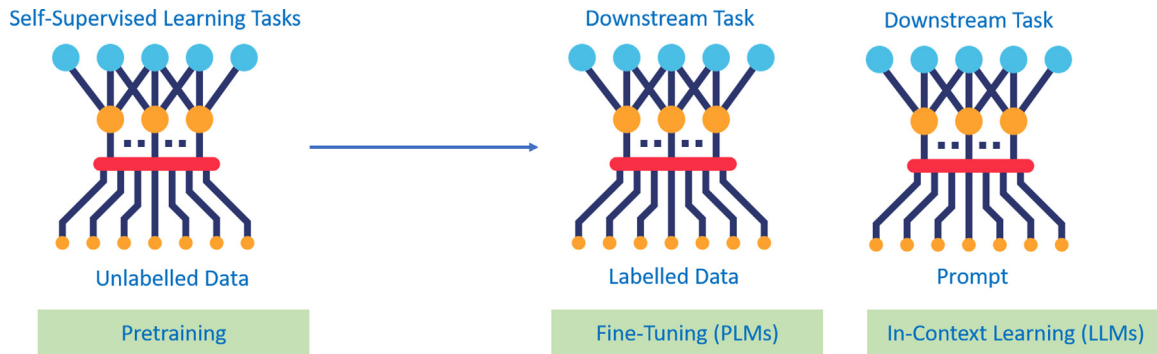 Self-Supervised Learning Tasks
Downstream Task
Downstream Task
Unlabelled Data
Labelled Data
Prompt
Pretraining
Fine-Tuning (PLMs)
In-Context Learning (LLMs)